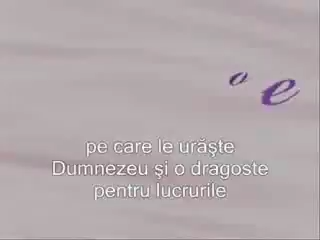 o e
pe care le urăşte
Dumnezeu şi o dragoste
pentru lucrurile